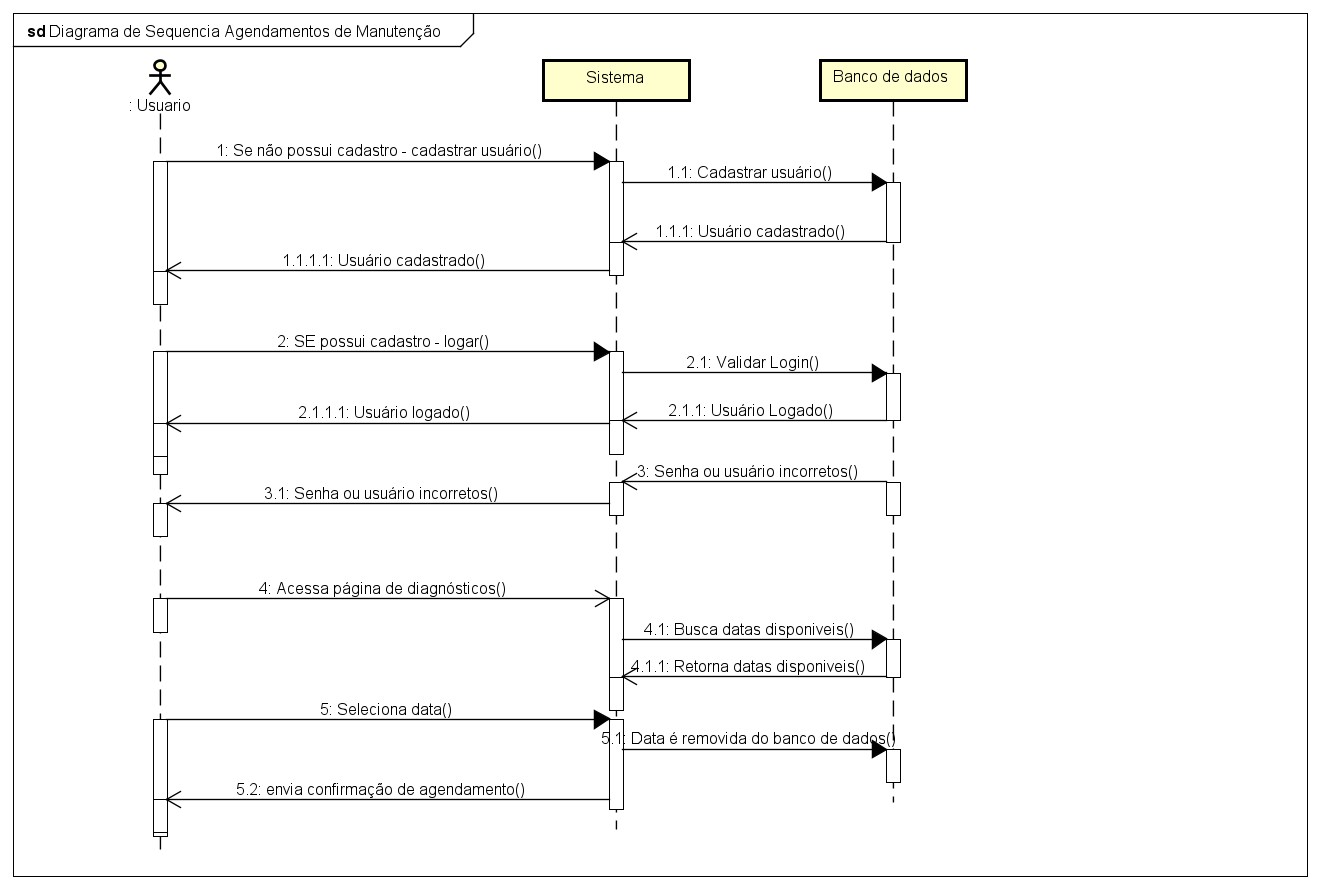 sd Diagrama de Sequencia Agendamentos de Manutenção
: Usuario
Sistema
Banco de dados
1: Se não possui cadastro - cadastrar usuário()
1.1: Cadastrar usuário()
1.1.1: Usuário cadastrado()
1.1.1.1: Usuário cadastrado()
2: SE possui cadastro - logar()
2.1: Validar Login()
2.1.1: Usuário Logado()
2.1.1.1: Usuário logado()
3: Senha ou usuário incorretos()
3.1: Senha ou usuário incorretos()
4: Acessa página de diagnósticos()
4.1: Busca datas disponiveis()
4.1.1: Retorna datas disponiveis()
5: Seleciona data()
5.1: Data é removida do banco de dados()
5.2: envia confirmação de agendamento()